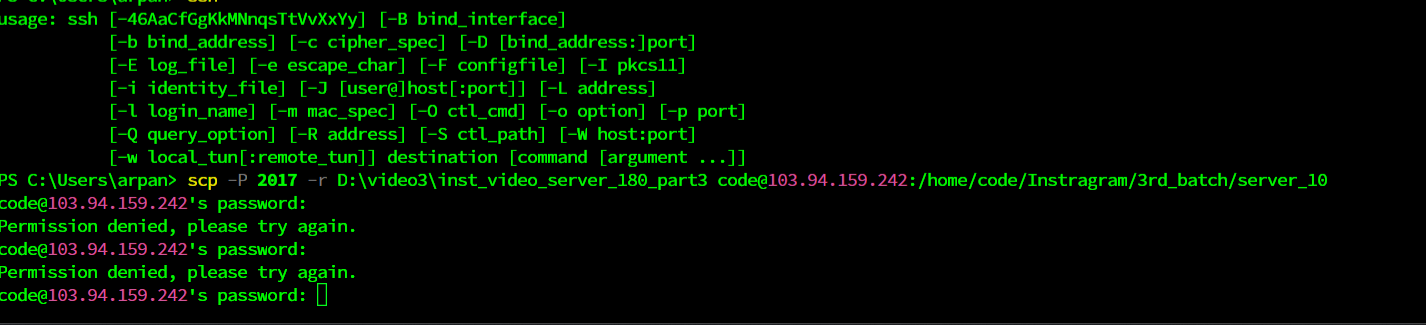 PS C:\Users\arpan> ssh
usage: ssh [-46AaCfGgKkMNnqsTtVvXxYy] [-B bind_interface]
[-b bind_address] [-c cipher_spec] [-D [bind_address:]port]
[-E log_file] [-e escape_char] [-F configfile] [-I pkcs11]
[-i identity_file] [-J [user@]host[:port]] [-L address]
[-l login_name] [-m mac_spec] [-O ctl_cmd] [-o option] [-p port]
[-Q query_option] [-R address] [-S ctl_path] [-W host:port]
[-w local_tun[:remote_tun]] destination [command [argument ...]]
PS C:\Users\arpan> scp -P 2017 -r D:\video3\inst_video_server_180_part3 code@103.94.159.242:/home/code/Instragram/3rd_batch/server_10
code@103.94.159.242's password:
Permission denied, please try again.
code@103.94.159.242's password:
Permission denied, please try again.
code@103.94.159.242's password: